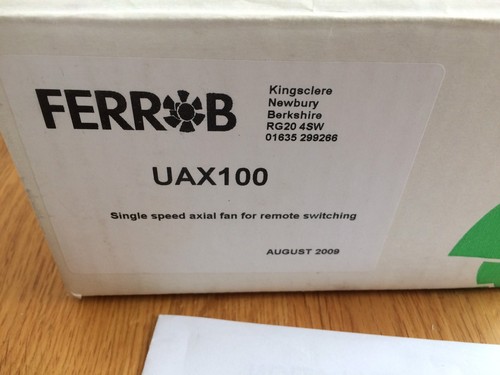 FERROB
Kingsclere
Newbury
Berkshire
RG20 4SW
01635 299266
UAX100
Single speed axial fan for remote switching
AUGUST 2009